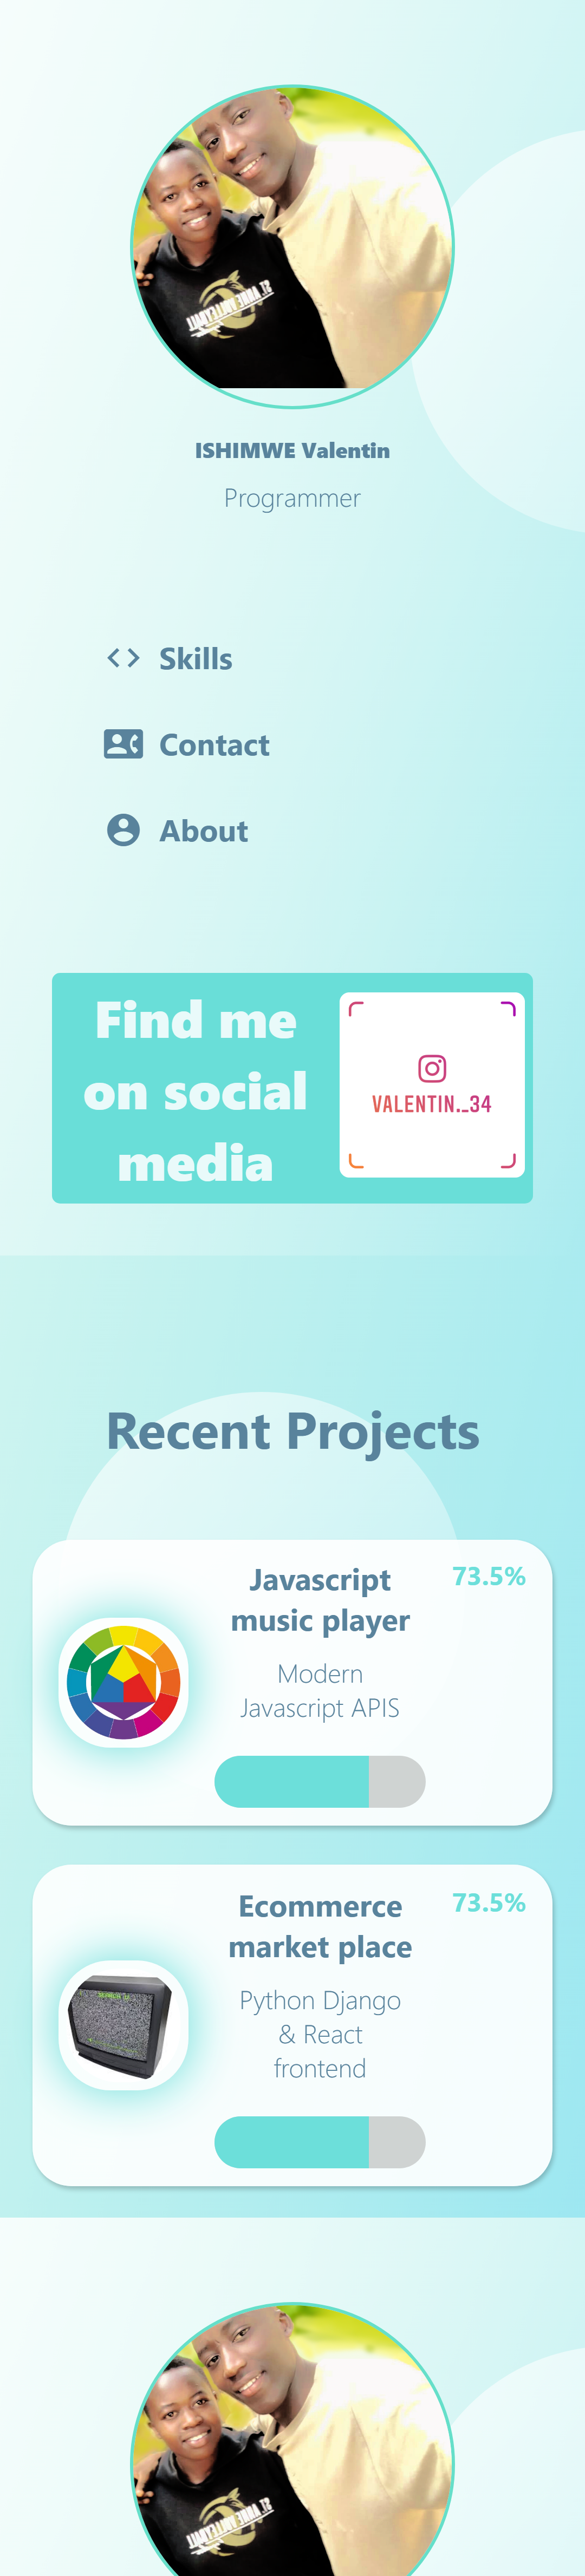 ISHIMWE Valentin
Programmer
Skills
Contact
About
Find me
on social
media
VALENTIN._34
Recent Projects
Javascript
music player
73.5%
Modern
Javascript APIS
Ecommerce
market place
73.5%
Python Django
& React
frontend